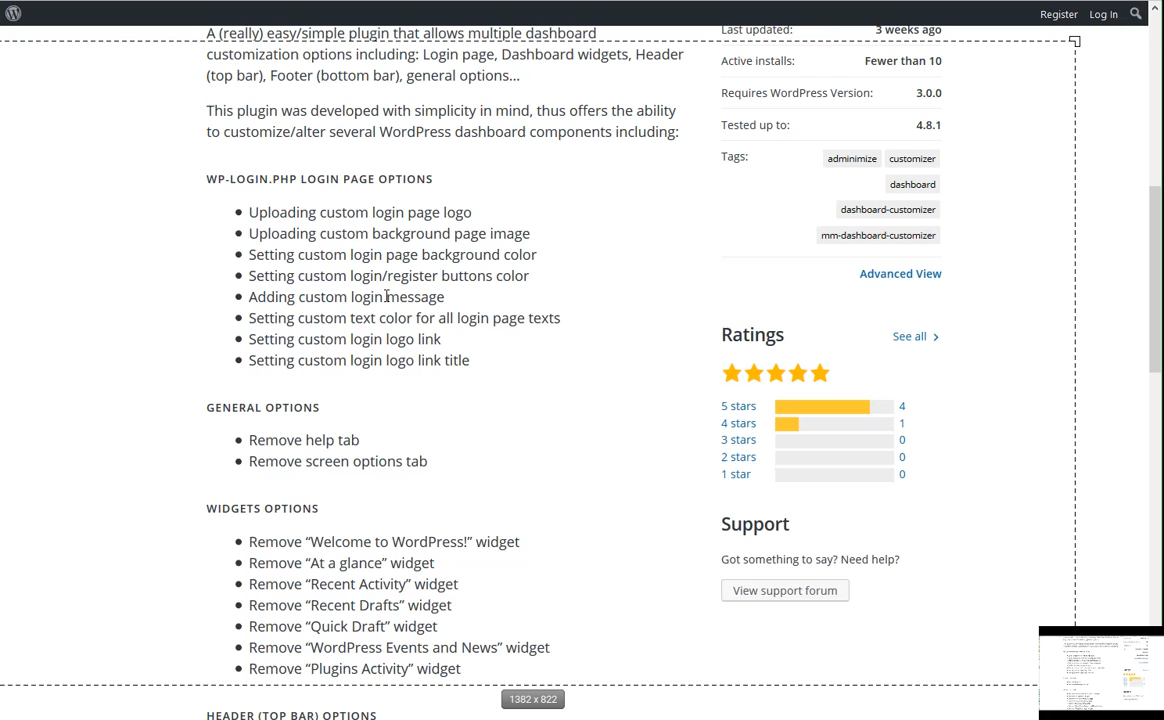 Register Log In
A (really) easy/simple plugin that allows multiple dashboard
customization options including: Login page, Dashboard widgets, Header
(top bar), Footer (bottom bar), general options...
This plugin was developed with simplicity in mind, thus offers the ability
to customize/alter several WordPress dashboard components including:
WP-LOGIN.PHP LOGIN PAGE OPTIONS
Uploading custom login page logo
Uploading custom background page image
Setting custom login page background color
Setting custom login/register buttons color
Adding custom login message
Setting custom text color for all login page texts
Setting custom login logo link
Setting custom login logo link title
GENERAL OPTIONS
Remove help tab
Remove screen options tab
WIDGETS OPTIONS
Remove “Welcome to WordPress!” widget
Remove “At a glance” widget
Remove “Recent Activity” widget
Remove “Recent Drafts” widget
Remove “Quick Draft” widget
Remove “WordPress Events and News” widget
Remove “Plugins Activity” widget
HEADER (TOP BAR) OPTIONS
Last updated: 3 weeks ago
Active installs: Fewer than 10
Requires WordPress Version: 3.0.0
Tested up to: 4.8.1
Tags: adminimize customizer
dashboard
dashboard-customizer
mm-dashboard-customizer
Advanced View
Ratings See all
5 stars 4
4 stars 1
3 stars 0
2 stars 0
1 star 0
Support
Got something to say? Need help?
View support forum
1382 x 822